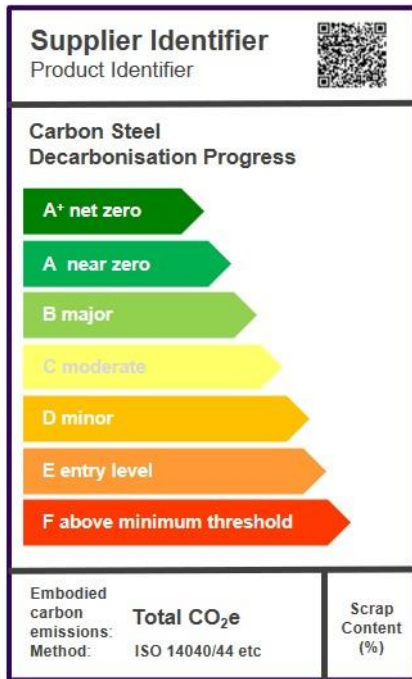 Supplier Identifier
Product Identifier
Carbon Steel
Decarbonisation Progress
A⁺ net zero
A near zero
B major
C moderate
D minor
E entry level
F above minimum threshold
Embodied
carbon
emissions:
Total CO₂e
Method:
ISO 14040/44 etc
Scrap
Content
(%)